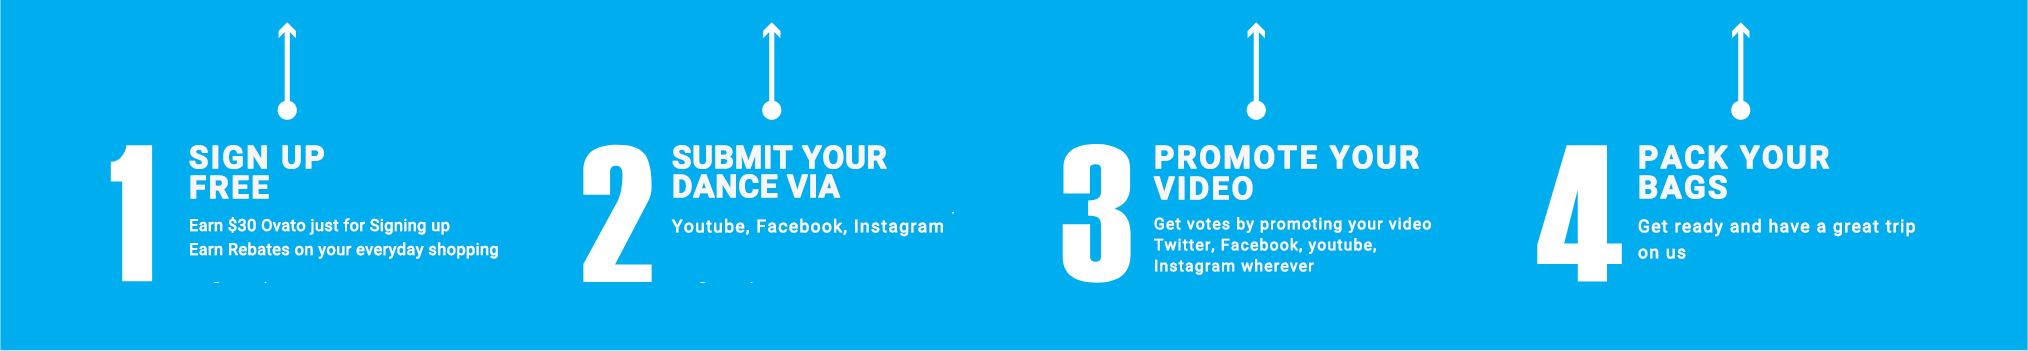 1
SIGN UP
FREE
Earn $30 Ovato just for Signing up
Earn Rebates on your everyday shopping
2
SUBMIT YOUR
DANCE VIA
Youtube, Facebook, Instagram
3
PROMOTE YOUR
VIDEO
Get votes by promoting your video
Twitter, Facebook, youtube,
Instagram wherever
4
PACK YOUR
BAGS
Get ready and have a great trip
on us